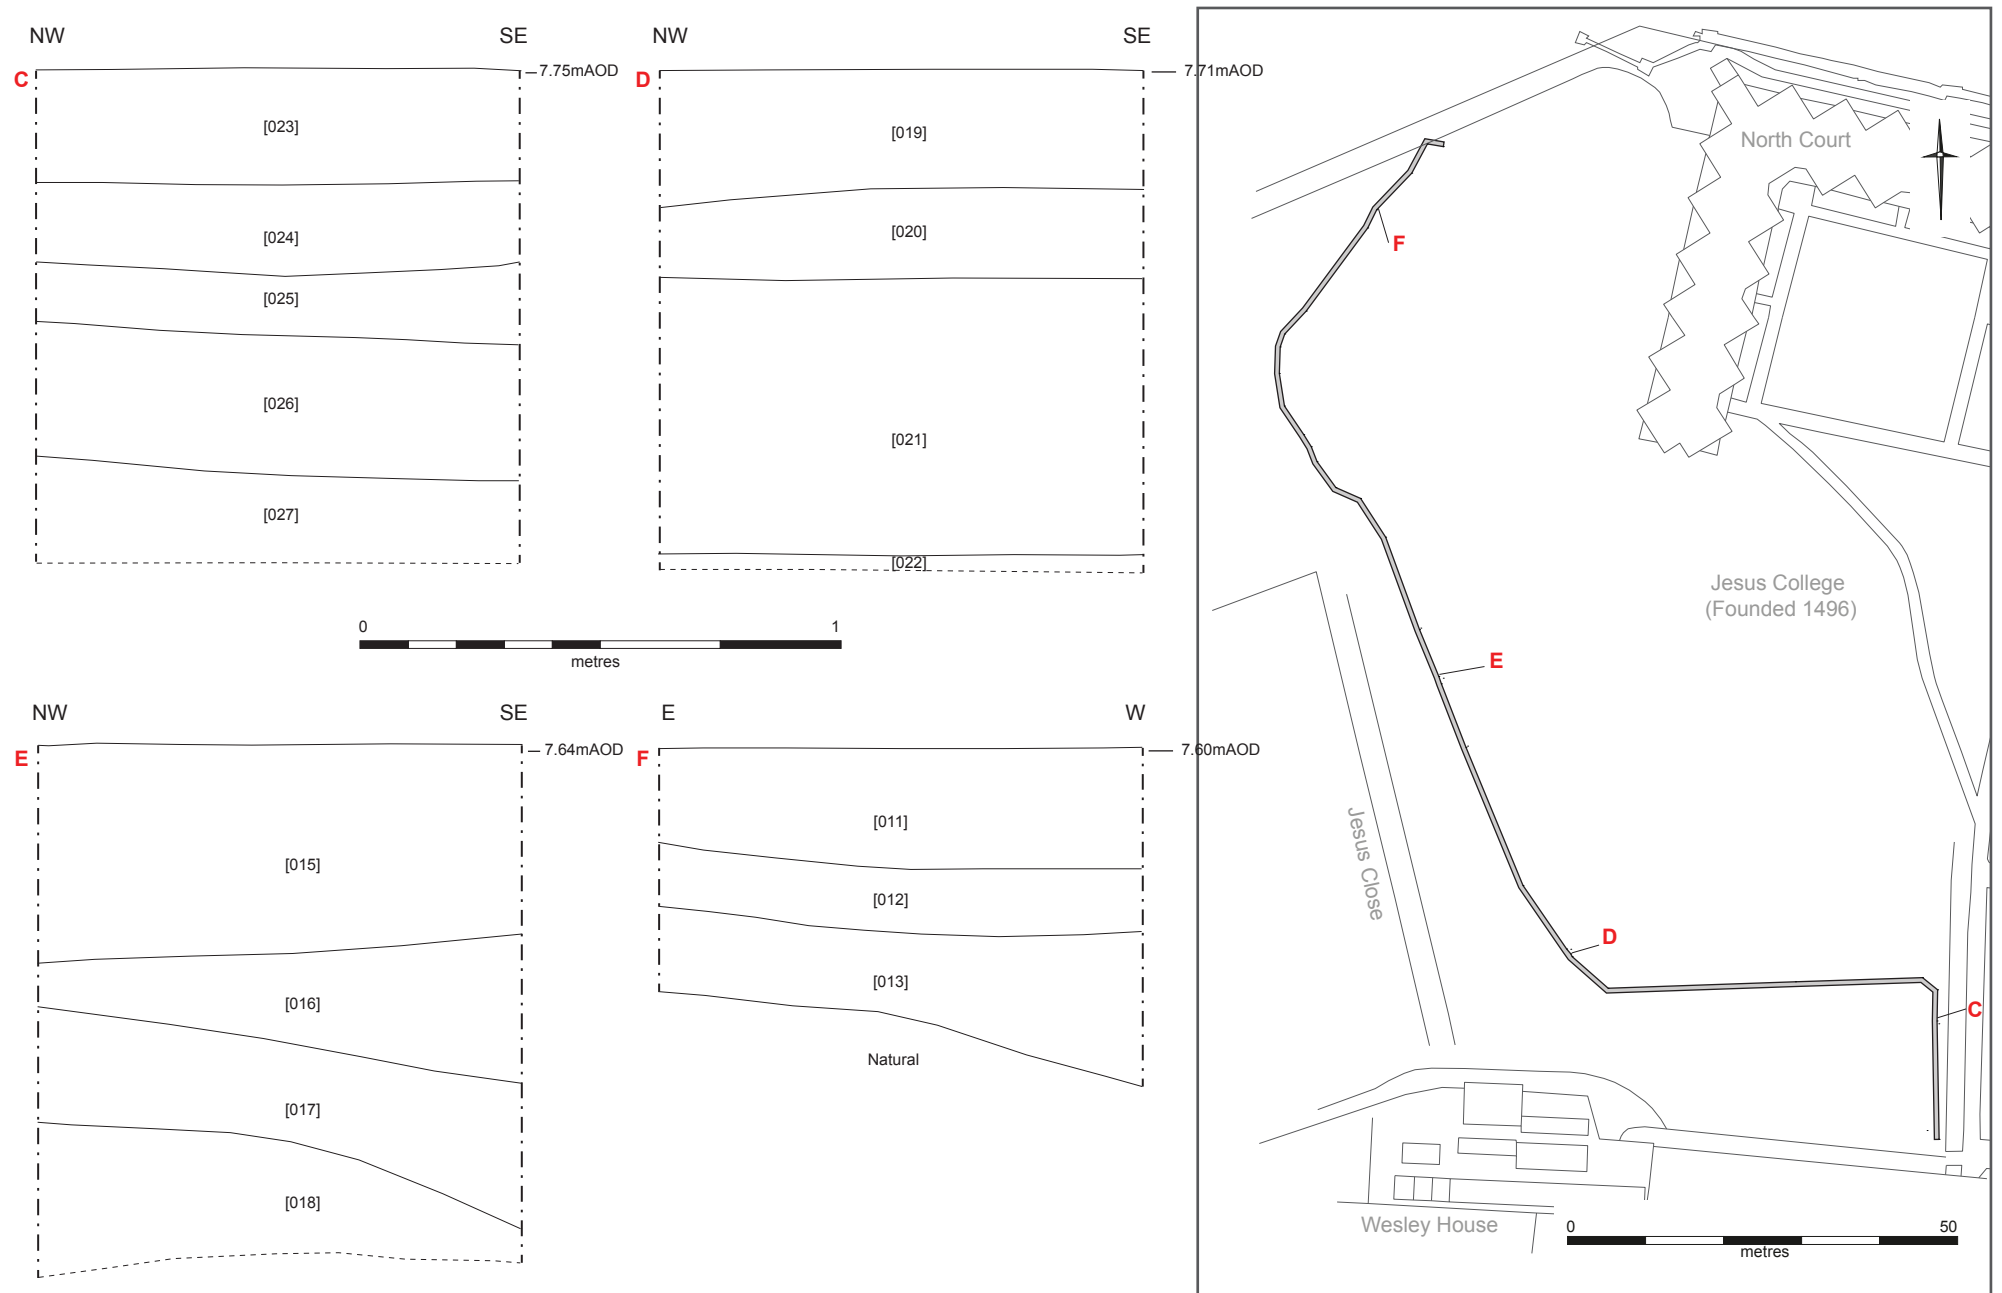 NW SE
C 7.75mAOD
[023]
[024]
[025]
[026]
[027]
NW SE
D 7.71mAOD
[019]
[020]
[021]
[022]
0 1
metres
NW SE
E 7.64mAOD
[015]
[016]
[017]
[018]
E W
F 7.60mAOD
[011]
[012]
[013]
Natural
North Court
F
Jesus College
(Founded 1496)
E
Jesus Close
D
C
Wesley House
0 50
metres